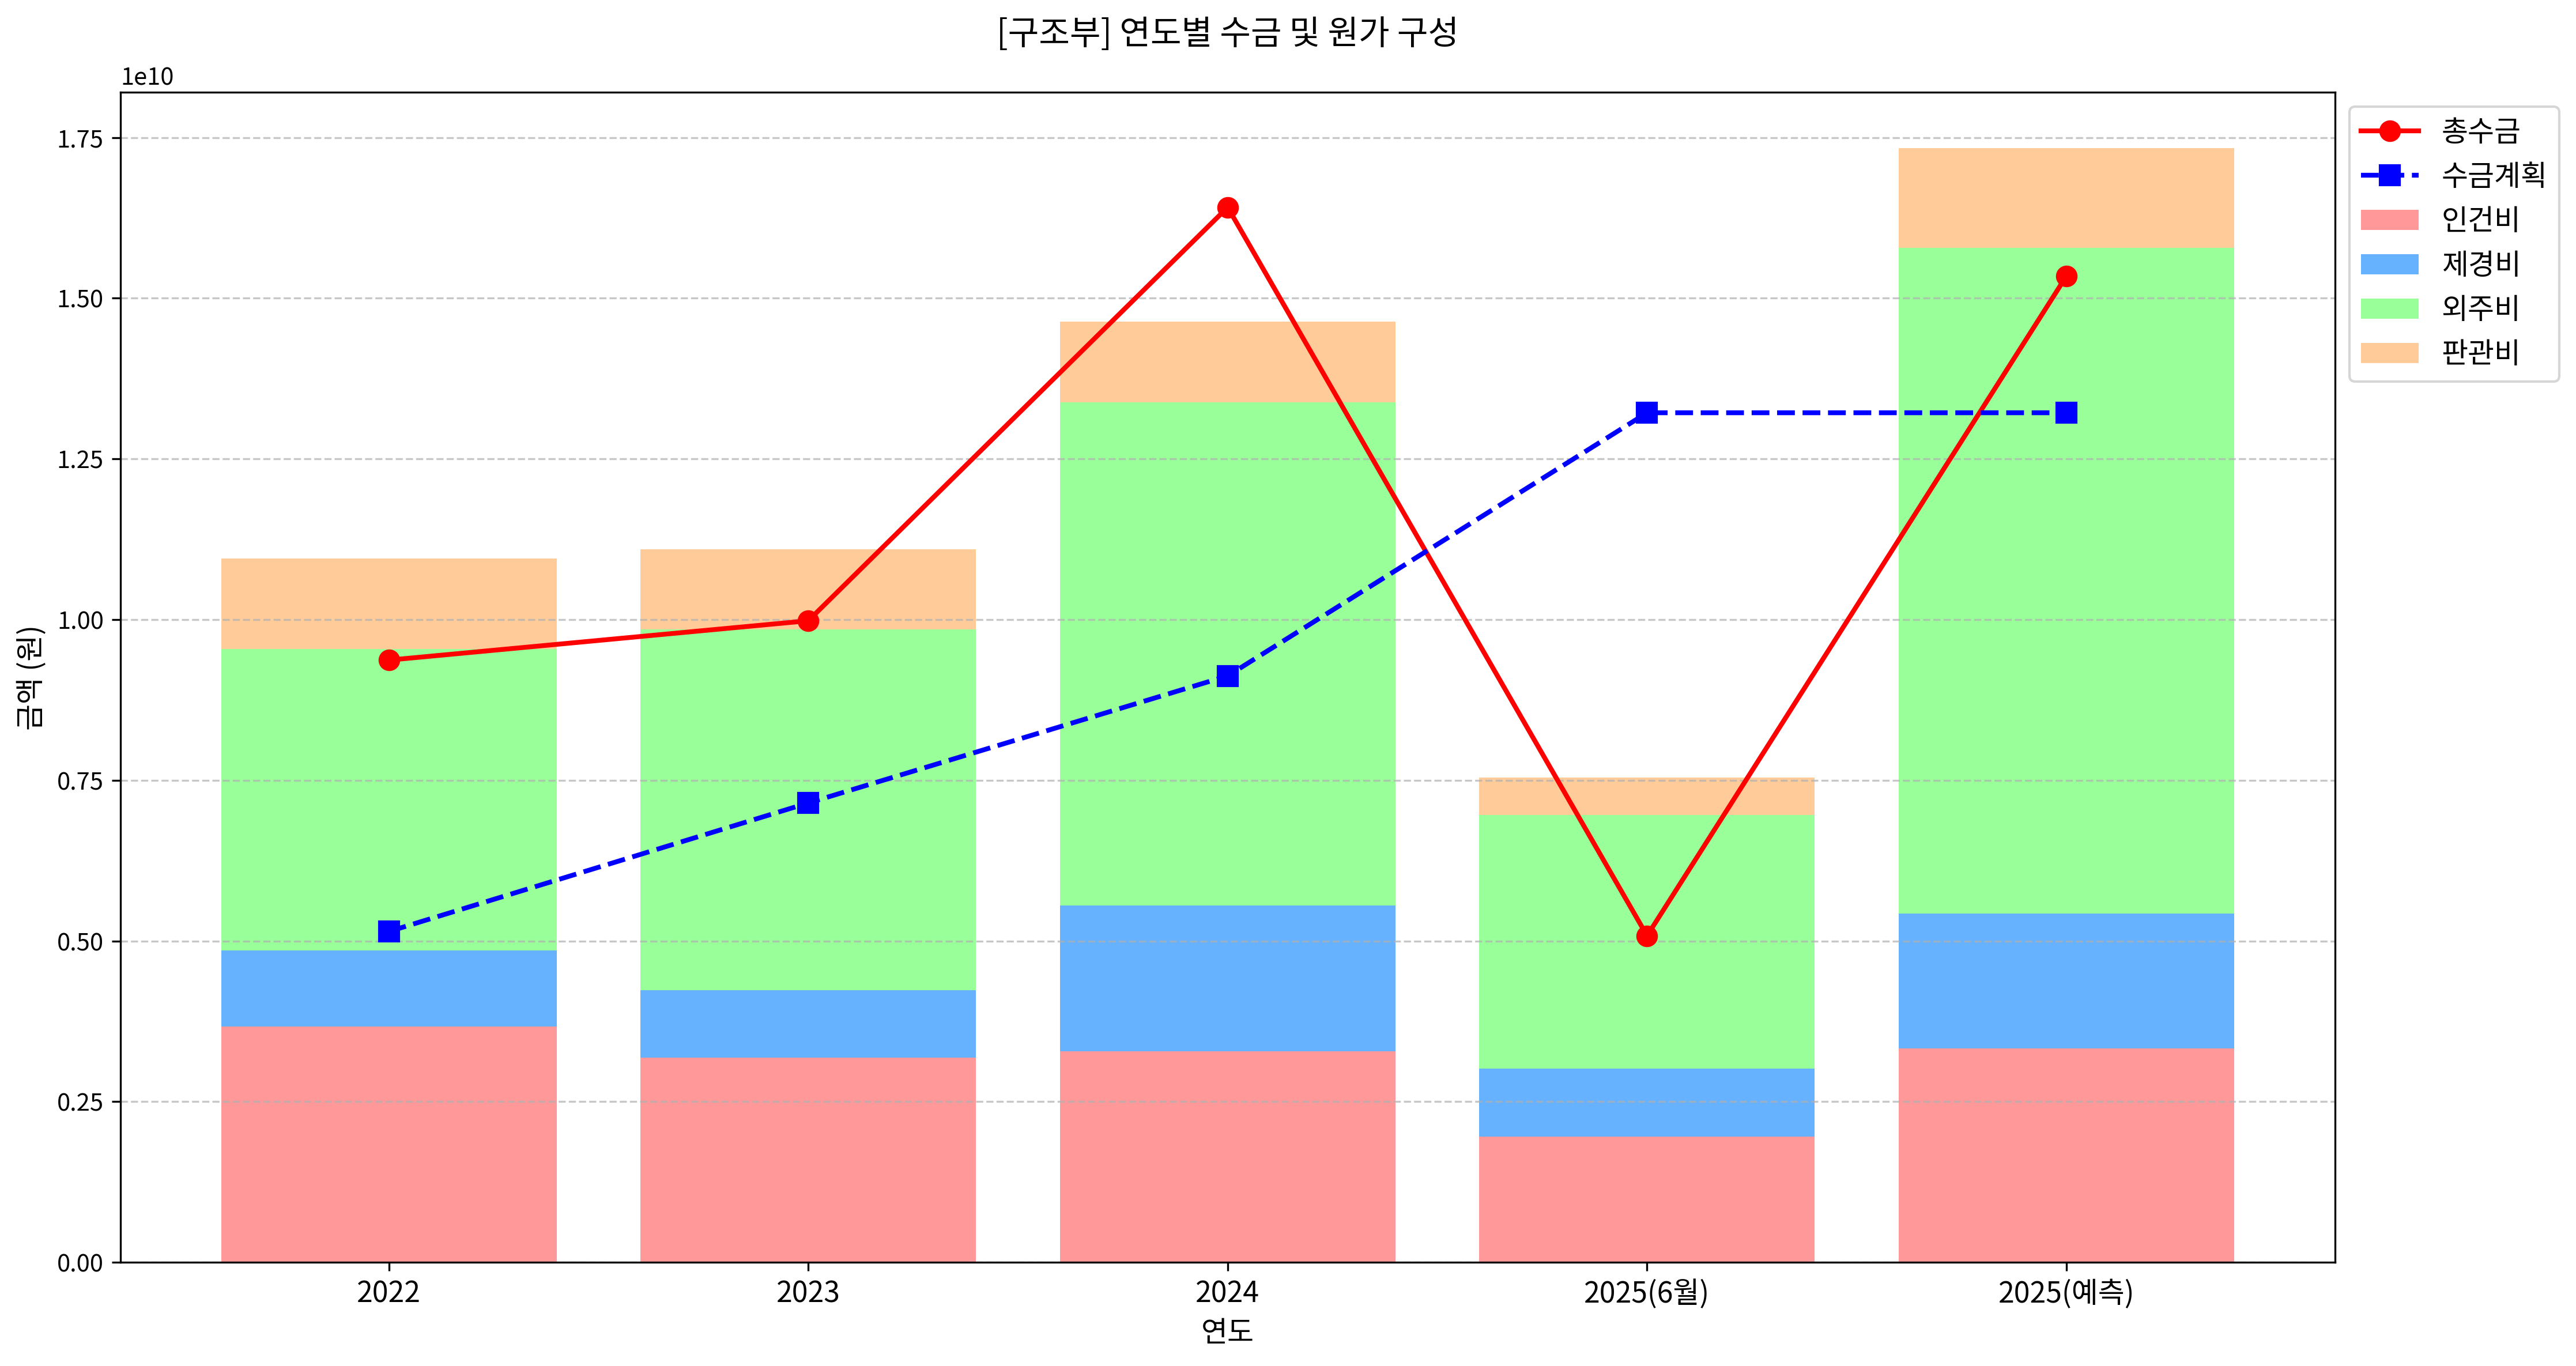 [구조부] 연도별 수금 및 원가 구성
1e10
1.75
1.50
1.25
1.00
0.75
0.50
0.25
0.00
금액 (원)
2022
2023
2024
2025(6월)
2025(예측)
연도
총수금
수금계획
인건비
제경비
외주비
판관비